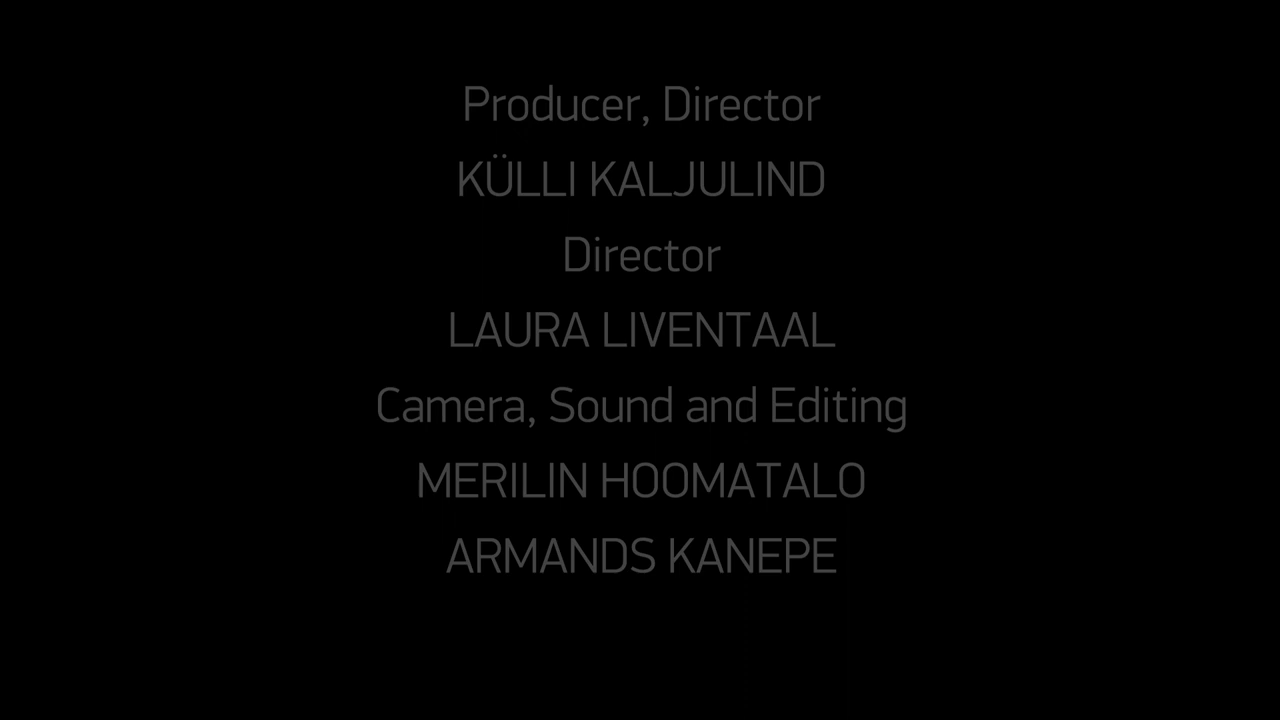 Producer, Director
KÜLLI KALJULIND
Director
LAURA LIVENTAAL
Camera, Sound and Editing
MERILIN HOOMATALO
ARMANDS KANEPE